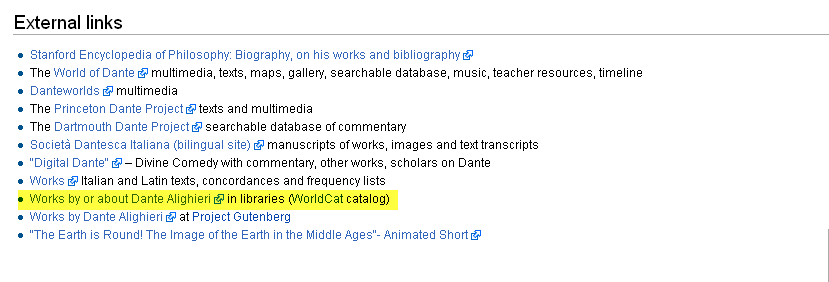 External links
Stanford Encyclopedia of Philosophy: Biography, on his works and bibliography
The World of Dante multimedia, texts, maps, gallery, searchable database, music, teacher resources, timeline
Danteworlds multimedia
The Princeton Dante Project texts and multimedia
The Dartmouth Dante Project searchable database of commentary
Società Dantesca Italiana (bilingual site) manuscripts of works, images and text transcripts
"Digital Dante" – Divine Comedy with commentary, other works, scholars on Dante
Works Italian and Latin texts, concordances and frequency lists
Works by or about Dante Alighieri in libraries (WorldCat catalog)
Works by Dante Alighieri at Project Gutenberg
"The Earth is Round! The Image of the Earth in the Middle Ages"- Animated Short